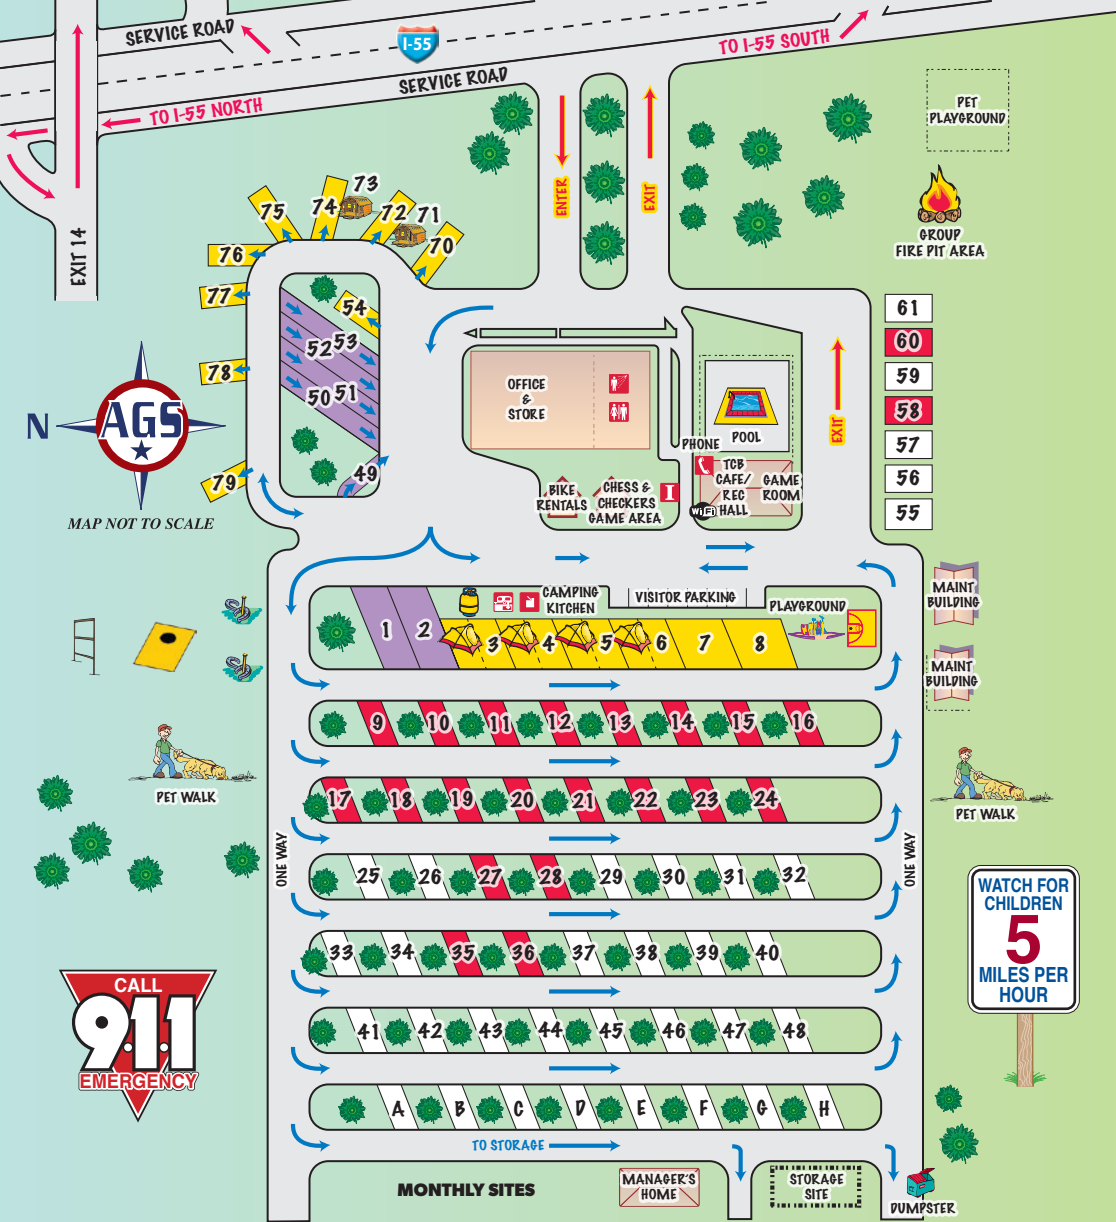 SERVICE ROAD
I-55
TO I-55 SOUTH
SERVICE ROAD
TO I-55 NORTH
EXIT 14
ENTER
EXIT
PET
PLAYGROUND
GROUP
FIRE PIT AREA
73
75
74
72
71
76
70
77
54
61
52
53
60
78
59
50
51
58
79
49
57
56
55
N
AGS
MAP NOT TO SCALE
OFFICE
&
STORE
POOL
EXIT
PHONE
TCB
CAFE/
REC
HALL
GAME
ROOM
WiFi
BIKE
RENTALS
CHESS &
CHECKERS
GAME AREA
I
CAMPING
KITCHEN
VISITOR PARKING
PLAYGROUND
MAINT
BUILDING
MAINT
BUILDING
1
2
3
4
5
6
7
8
9
10
11
12
13
14
15
16
PET WALK
17
18
19
20
21
22
23
24
PET WALK
ONE WAY
25
26
27
28
29
30
31
32
ONE WAY
33
34
35
36
37
38
39
40
WATCH FOR
CHILDREN
5
MILES PER
HOUR
CALL
9·1·1
EMERGENCY
41
42
43
44
45
46
47
48
A
B
C
D
E
F
G
H
TO STORAGE
MONTHLY SITES
MANAGER'S
HOME
STORAGE
SITE
DUMPSTER